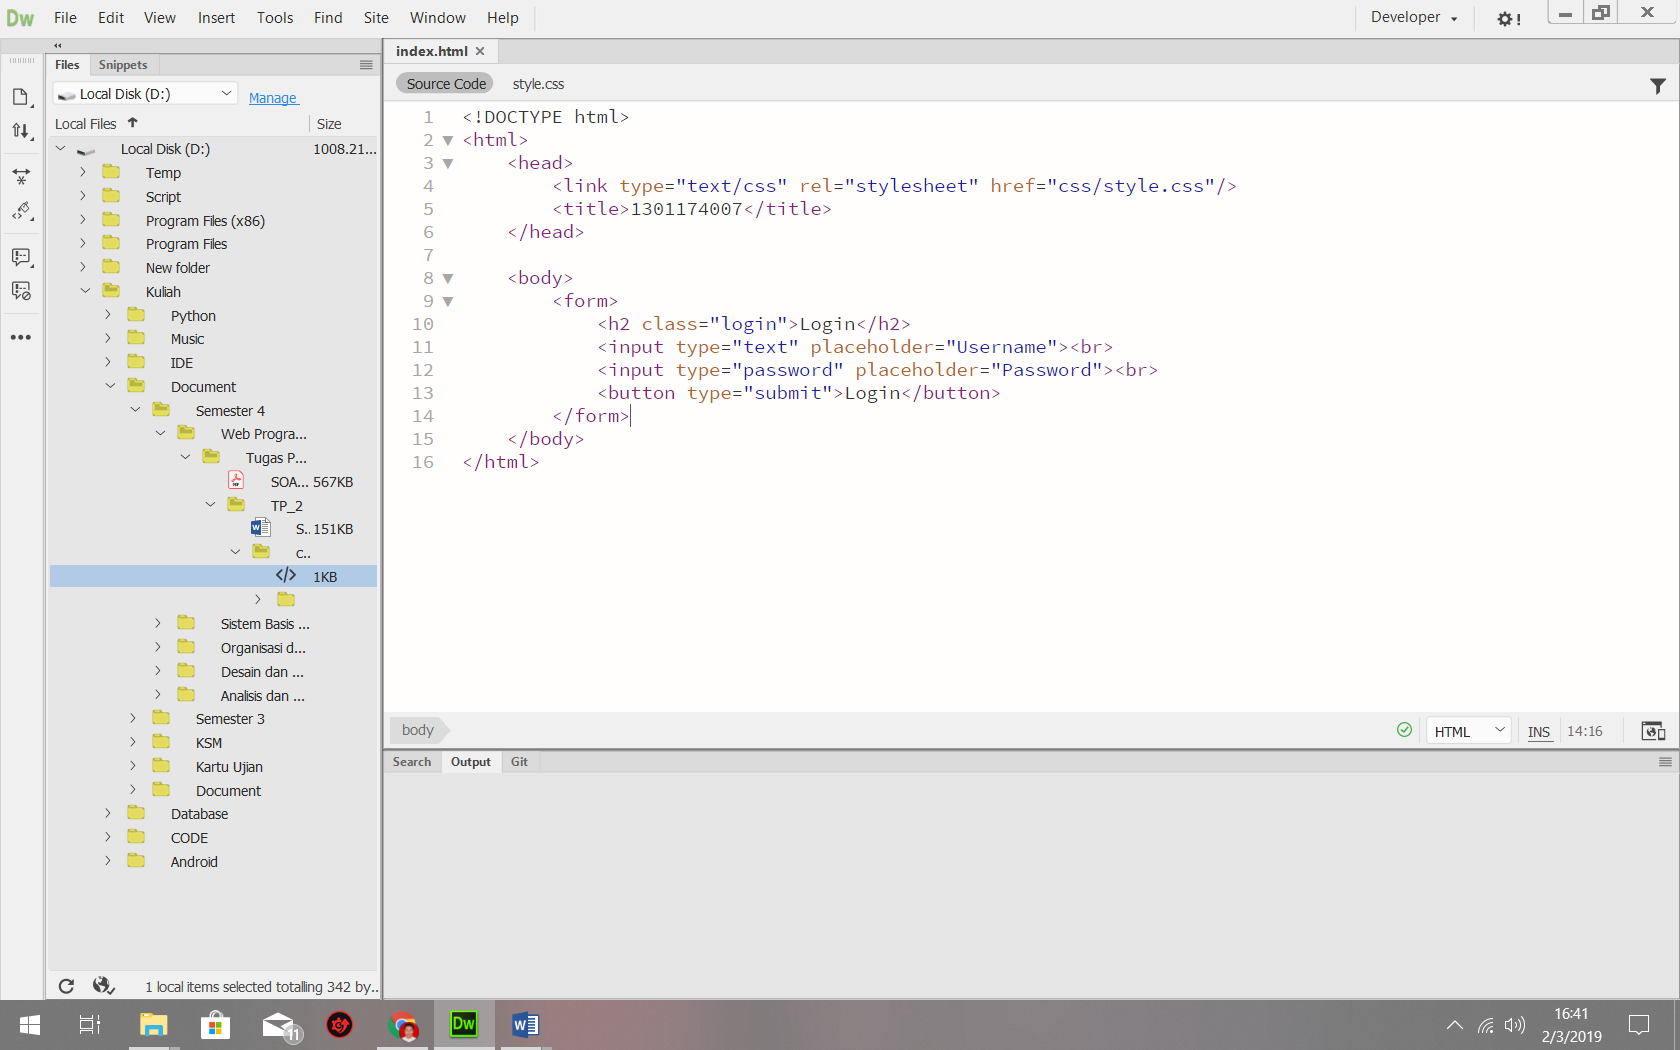 Dw File Edit View Insert Tools Find Site Window Help Developer
Files Snippets
Local Disk (D:) Manage
Local Files Size
Local Disk (D:) 1008.21...
Temp
Script
Program Files (x86)
Program Files
New folder
Kuliah
Python
Music
IDE
Document
Semester 4
Web Progra...
Tugas P...
SOA... 567KB
TP_2
S.. 151KB
c..
1KB
Sistem Basis ...
Organisasi d...
Desain dan ...
Analisis dan ...
Semester 3
KSM
Kartu Ujian
Document
Database
CODE
Android
1 local items selected totalling 342 by..
index.html
Source Code style.css
1 <!DOCTYPE html>
2 <html>
3 <head>
4 <link type="text/css" rel="stylesheet" href="css/style.css"/>
5 <title>1301174007</title>
6 </head>
7
8 <body>
9 <form>
10 <h2 class="login">Login</h2>
11 <input type="text" placeholder="Username"><br>
12 <input type="password" placeholder="Password"><br>
13 <button type="submit">Login</button>
14 </form>
15 </body>
16 </html>
body HTML INS 14:16
Search Output Git
11 Dw W 16:41
2/3/2019